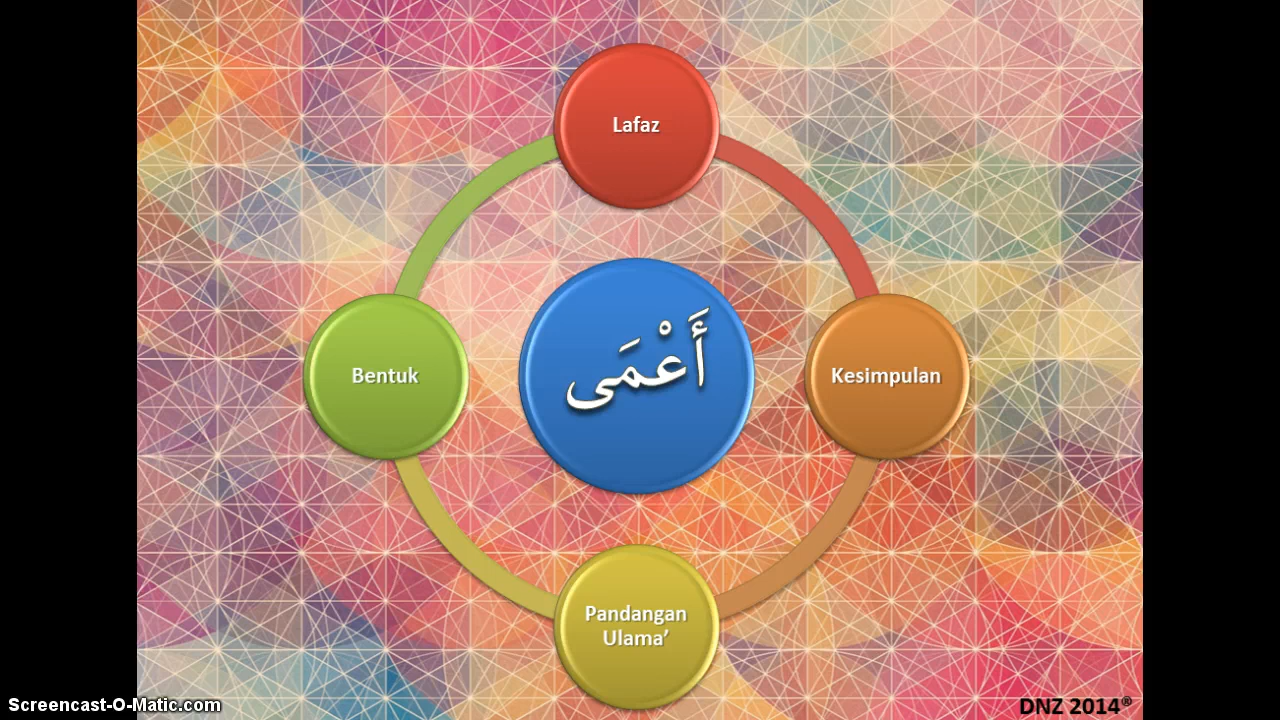 Lafaz
Bentuk
أَعْمَى
Kesimpulan
Pandangan
Ulama’
Screencast-O-Matic.com
DNZ 2014®